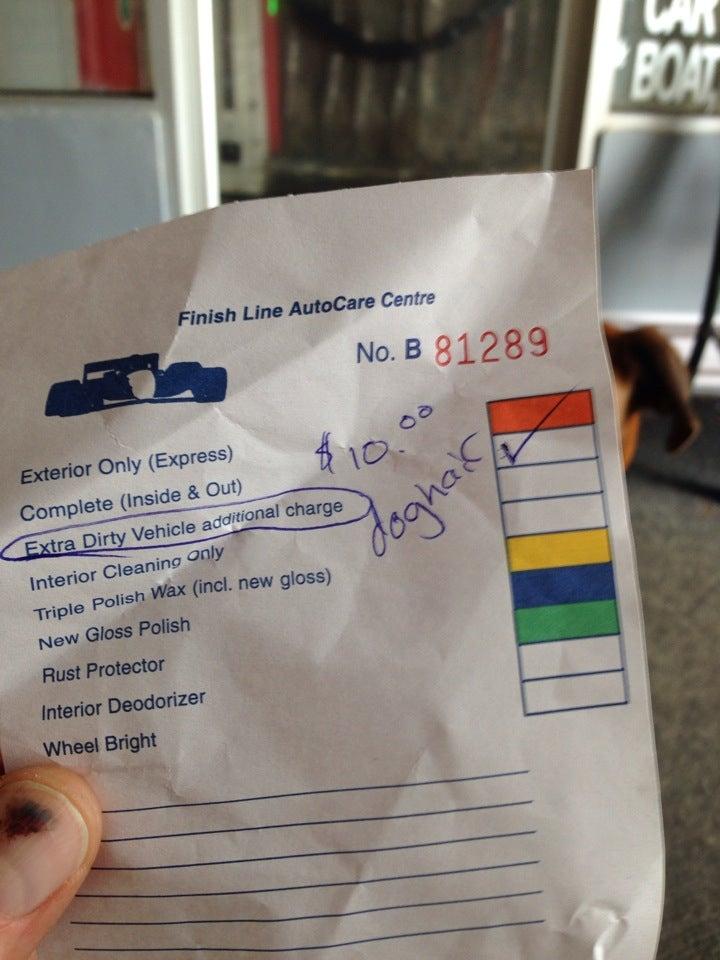 CAR
BOAT
Finish Line AutoCare Centre
No. B 81289
Exterior Only (Express)
$10.00
Complete (Inside & Out)
Extra Dirty Vehicle additional charge
doghair
Interior Cleaning Only
Triple Polish Wax (incl. new gloss)
New Gloss Polish
Rust Protector
Interior Deodorizer
Wheel Bright